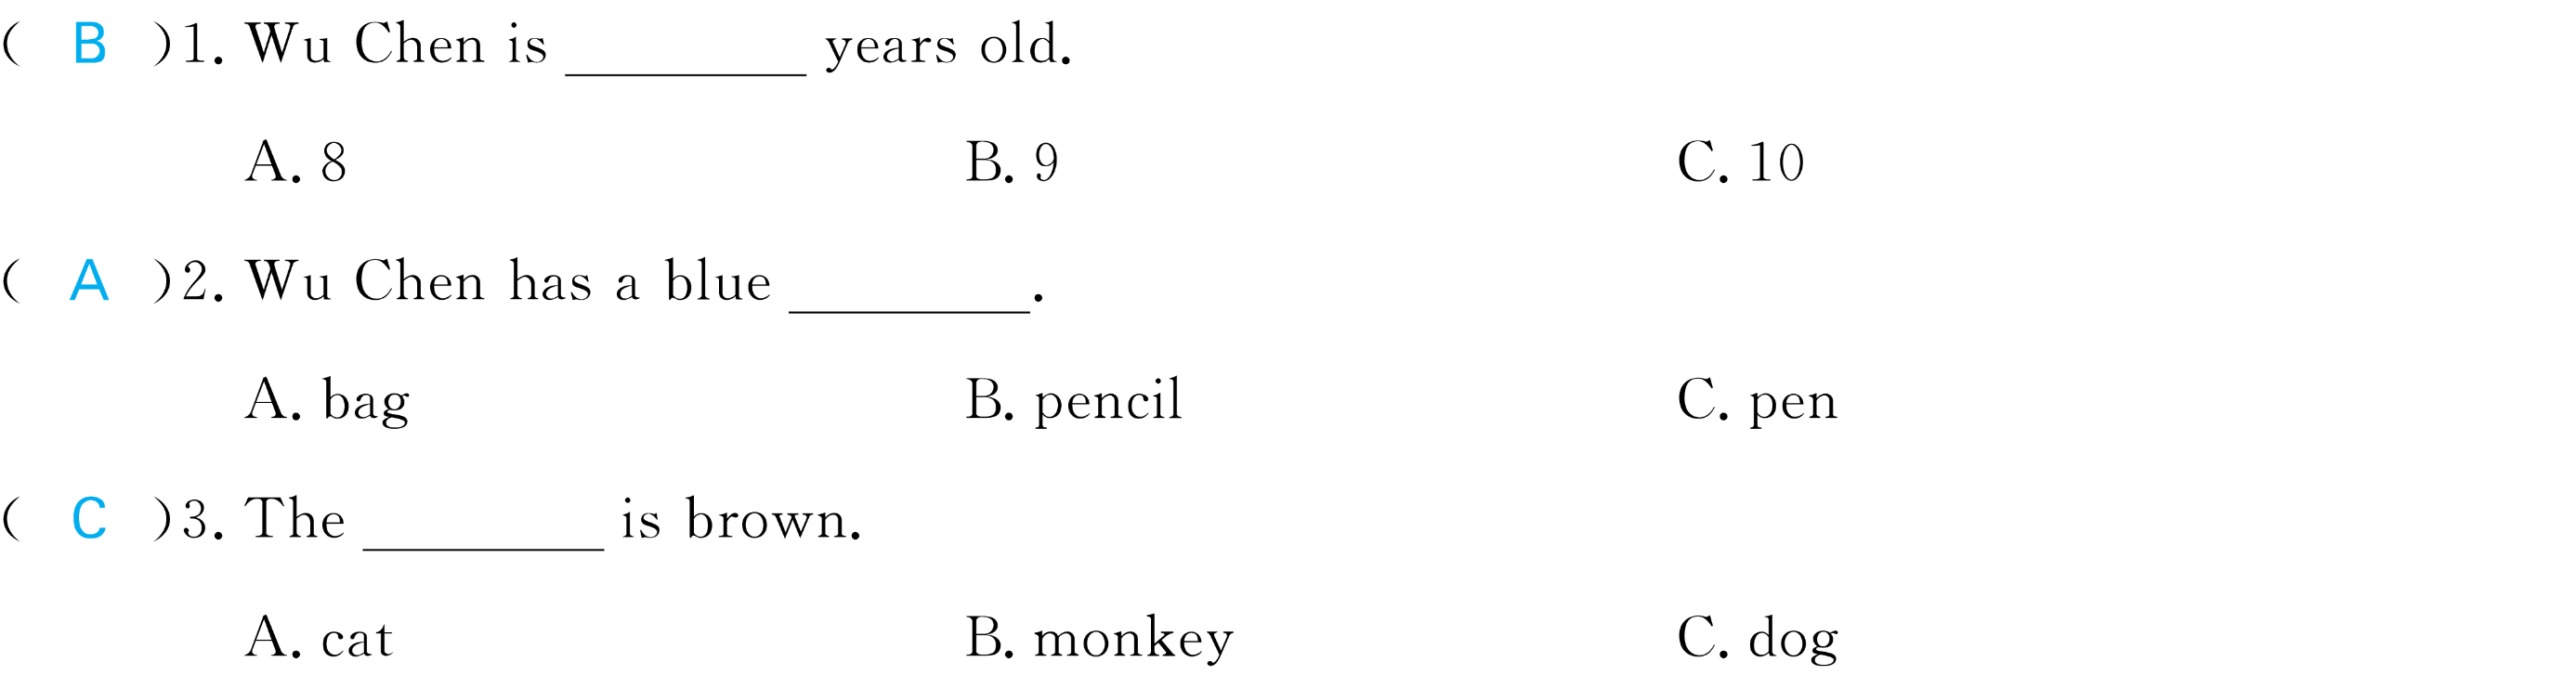 ( B )1. Wu Chen is ________ years old.
A. 8 B. 9 C. 10
( A )2. Wu Chen has a blue ________.
A. bag B. pencil C. pen
( C )3. The ________ is brown.
A. cat B. monkey C. dog